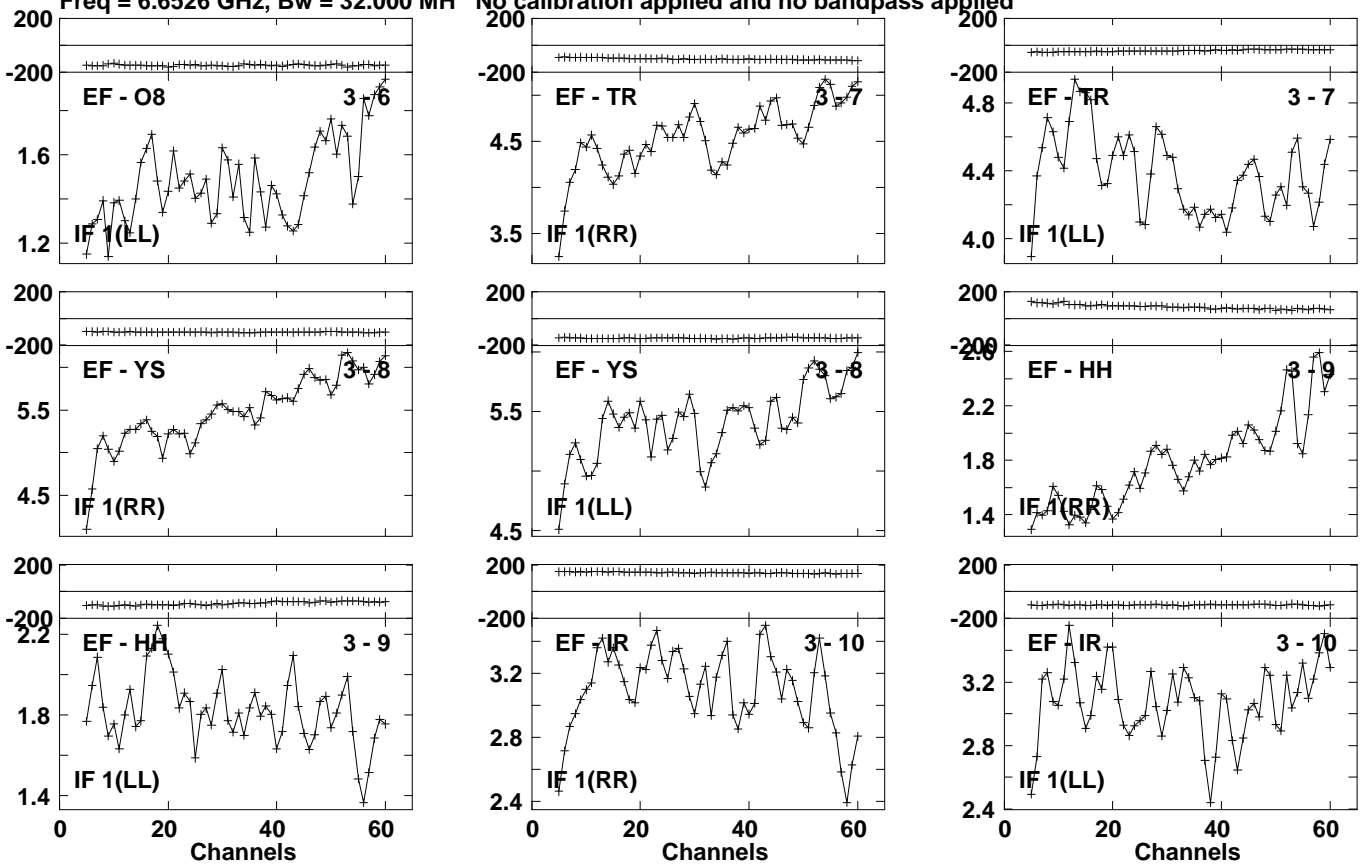 Freq = 6.6526 GHz, Bw = 32.000 MH No calibration applied and no bandpass applied
200 200 200
-200 -200 -200
EF - O8 3 - 6 EF - TR 3 - 7 EF - TR 3 - 7
4.8
1.6 4.5 4.4
1.2 3.5 4.0
IF 1(LL) IF 1(RR) IF 1(LL)
200 200 200
-200 -200 -200
2.6
EF - YS 3 - 8 EF - YS 3 - 8 EF - HH 3 - 9
5.5 5.5 2.2
1.8
4.5 4.5 1.4
IF 1(RR) IF 1(LL) IF 1(RR)
200 200 200
-200 -200 -200
2.2
EF - HH 3 - 9 EF - IR 3 - 10 EF - IR 3 - 10
3.2 3.2
1.8 2.8 2.8
IF 1(LL) IF 1(RR) IF 1(LL)
1.4 2.4 2.4
0 20 40 60 0 20 40 60 0 20 40 60
Channels Channels